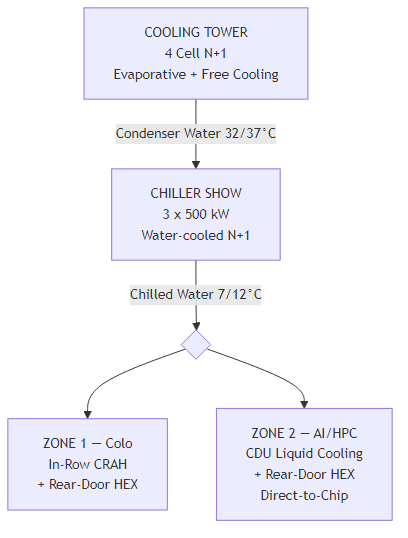 COOLING TOWER
4 Cell N+1
Evaporative + Free Cooling
Condenser Water 32/37°C
CHILLER SHOW
3 x 500 kW
Water-cooled N+1
Chilled Water 7/12°C
ZONE 1 — Colo
In-Row CRAH
+ Rear-Door HEX
ZONE 2 — AI/HPC
CDU Liquid Cooling
+ Rear-Door HEX
Direct-to-Chip